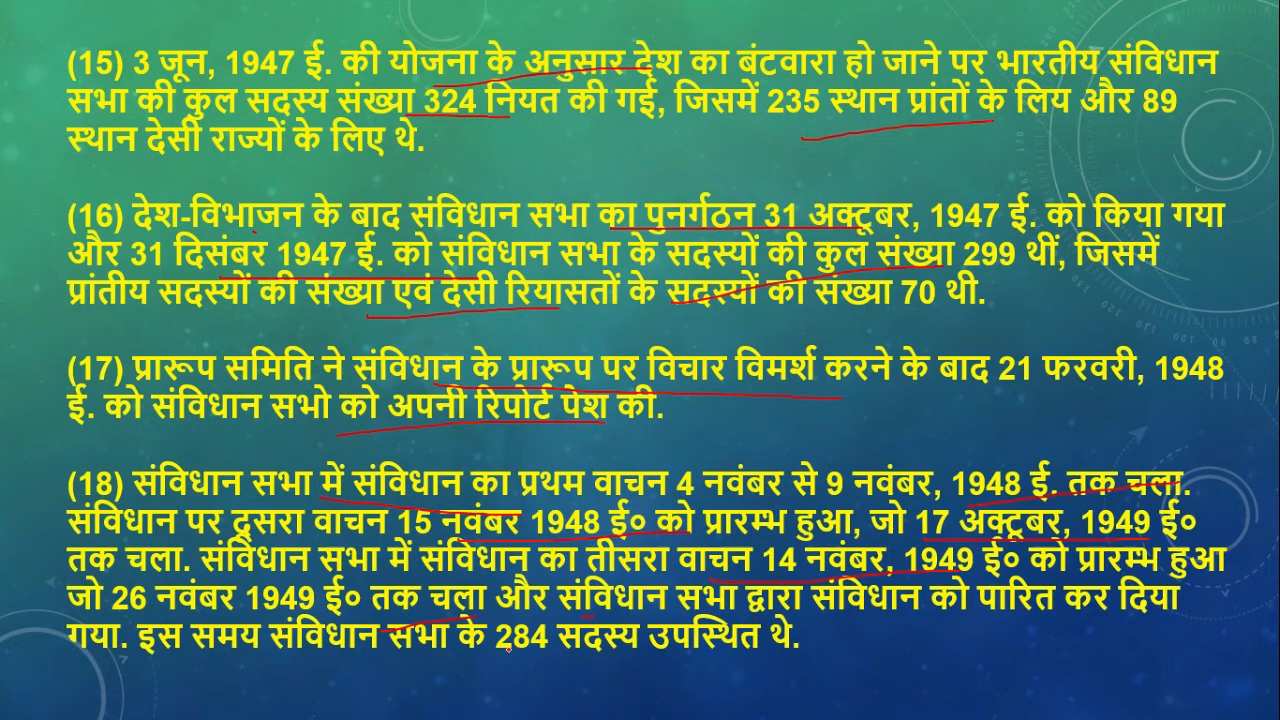 (15) 3 जून, 1947 ई. की योजना के अनुसार देश का बंटवारा हो जाने पर भारतीय संविधान
सभा की कुल सदस्य संख्या 324 नियत की गई, जिसमें 235 स्थान प्रांतों के लिय और 89
स्थान देसी राज्यों के लिए थे.
(16) देश-विभाजन के बाद संविधान सभा का पुनर्गठन 31 अक्टूबर, 1947 ई. को किया गया
और 31 दिसंबर 1947 ई. को संविधान सभा के सदस्यों की कुल संख्या 299 थीं, जिसमें
प्रांतीय सदस्यों की संख्या एवं देसी रियासतों के सदस्यों की संख्या 70 थी.
(17) प्रारूप समिति ने संविधान के प्रारूप पर विचार विमर्श करने के बाद 21 फरवरी, 1948
ई. को संविधान सभो को अपनी रिपोर्ट पेश की.
(18) संविधान सभा में संविधान का प्रथम वाचन 4 नवंबर से 9 नवंबर, 1948 ई. तक चला.
संविधान पर दूसरा वाचन 15 नवंबर 1948 ई० को प्रारम्भ हुआ, जो 17 अक्टूबर, 1949 ई०
तक चला. संविधान सभा में संविधान का तीसरा वाचन 14 नवंबर, 1949 ई० को प्रारम्भ हुआ
जो 26 नवंबर 1949 ई० तक चला और संविधान सभा द्वारा संविधान को पारित कर दिया
गया. इस समय संविधान सभा के 284 सदस्य उपस्थित थे.